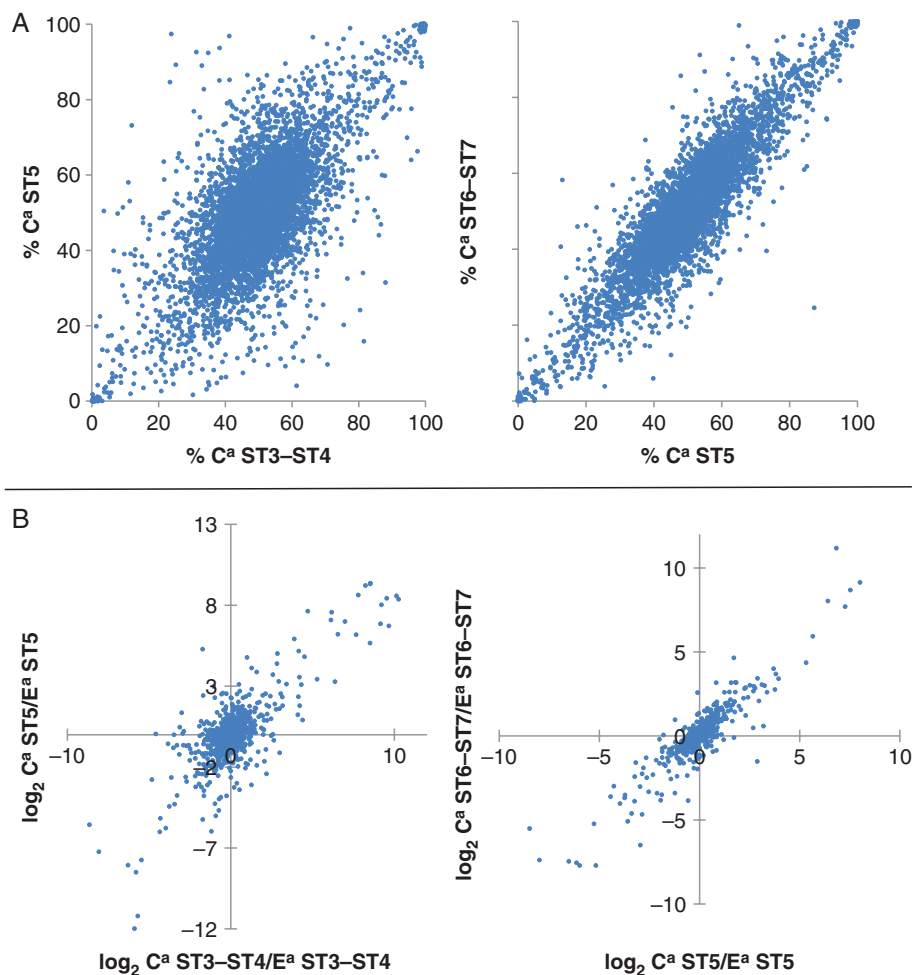 A
100
80
60
40
20
0
% Cᵃ ST5
0 20 40 60 80 100
% Cᵃ ST3–ST4
% Cᵃ ST6–ST7
0 20 40 60 80 100
% Cᵃ ST5
B
13
8
3
−2
−7
−12
−10 0 10
log₂ Cᵃ ST5/Eᵃ ST5
log₂ Cᵃ ST3–ST4/Eᵃ ST3–ST4
10
5
0
−5
−10
−10 −5 0 5 10
log₂ Cᵃ ST6–ST7/Eᵃ ST6–ST7
log₂ Cᵃ ST5/Eᵃ ST5